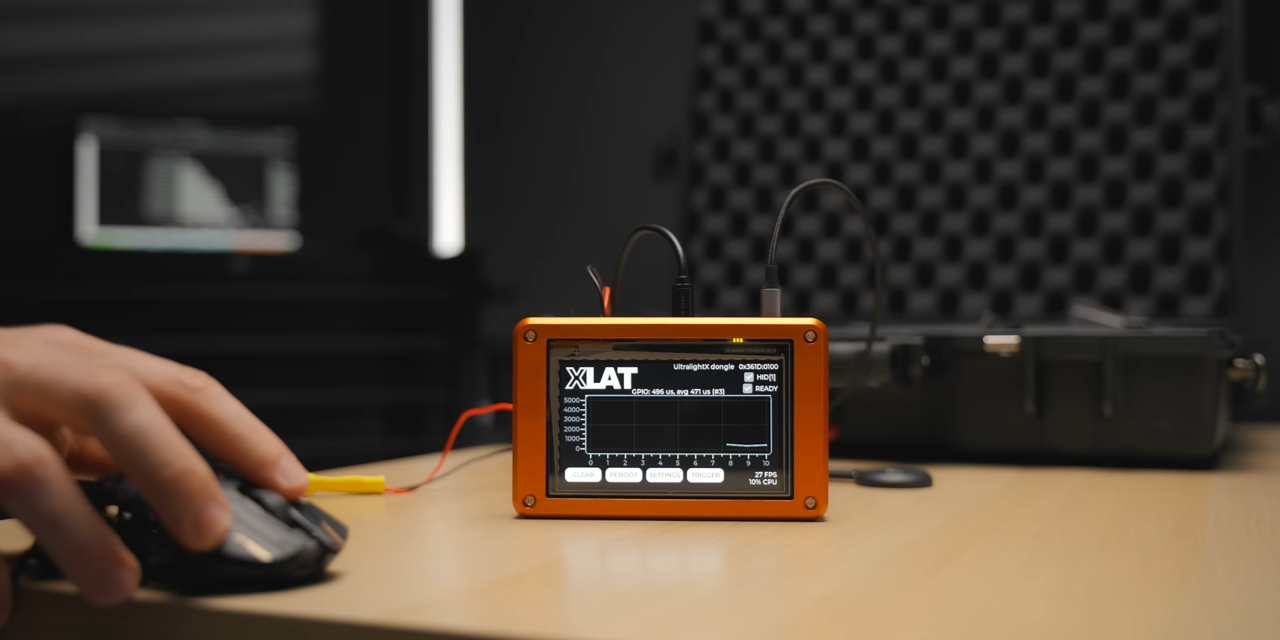 XLAT
UltralightX dongle 0x361D:0100
HID[1]
READY
GPIO: 496 us, avg 471 us (#3)
5000
4000
3000
2000
1000
0
0 1 2 3 4 5 6 7 8 9 10
CLEAR REBOOT SETTINGS TRIGGER
27 FPS
10% CPU